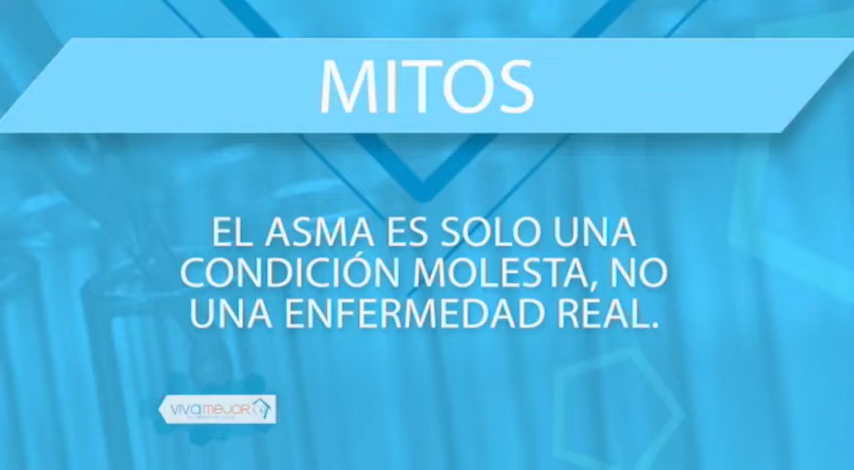 MITOS
EL ASMA ES SOLO UNA
CONDICIÓN MOLESTA, NO
UNA ENFERMEDAD REAL.
VIVAMEJOR